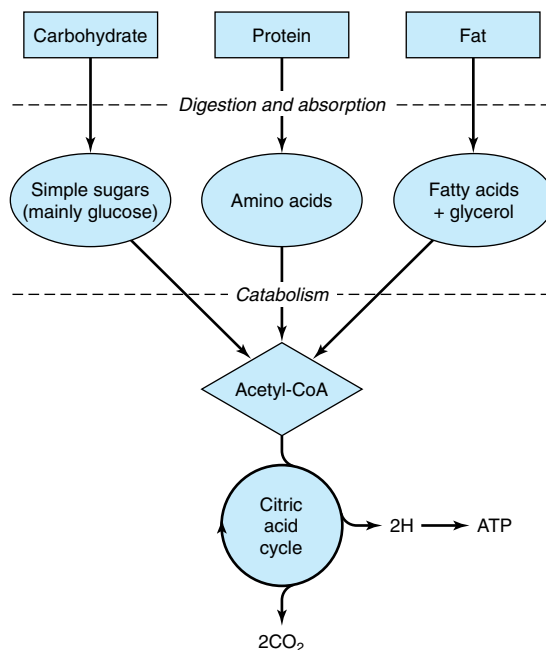 Carbohydrate
Protein
Fat
Digestion and absorption
Simple sugars
(mainly glucose)
Amino acids
Fatty acids
+ glycerol
Catabolism
Acetyl-CoA
Citric
acid
cycle
2H
ATP
2CO₂